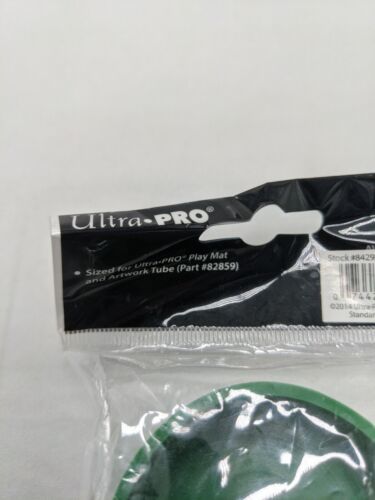 Ultra•PRO®
• Sized for Ultra•PRO® Play Mat
and Artwork Tube (Part #82859)
Stock #8429
©2014 Ultra•P
Standar